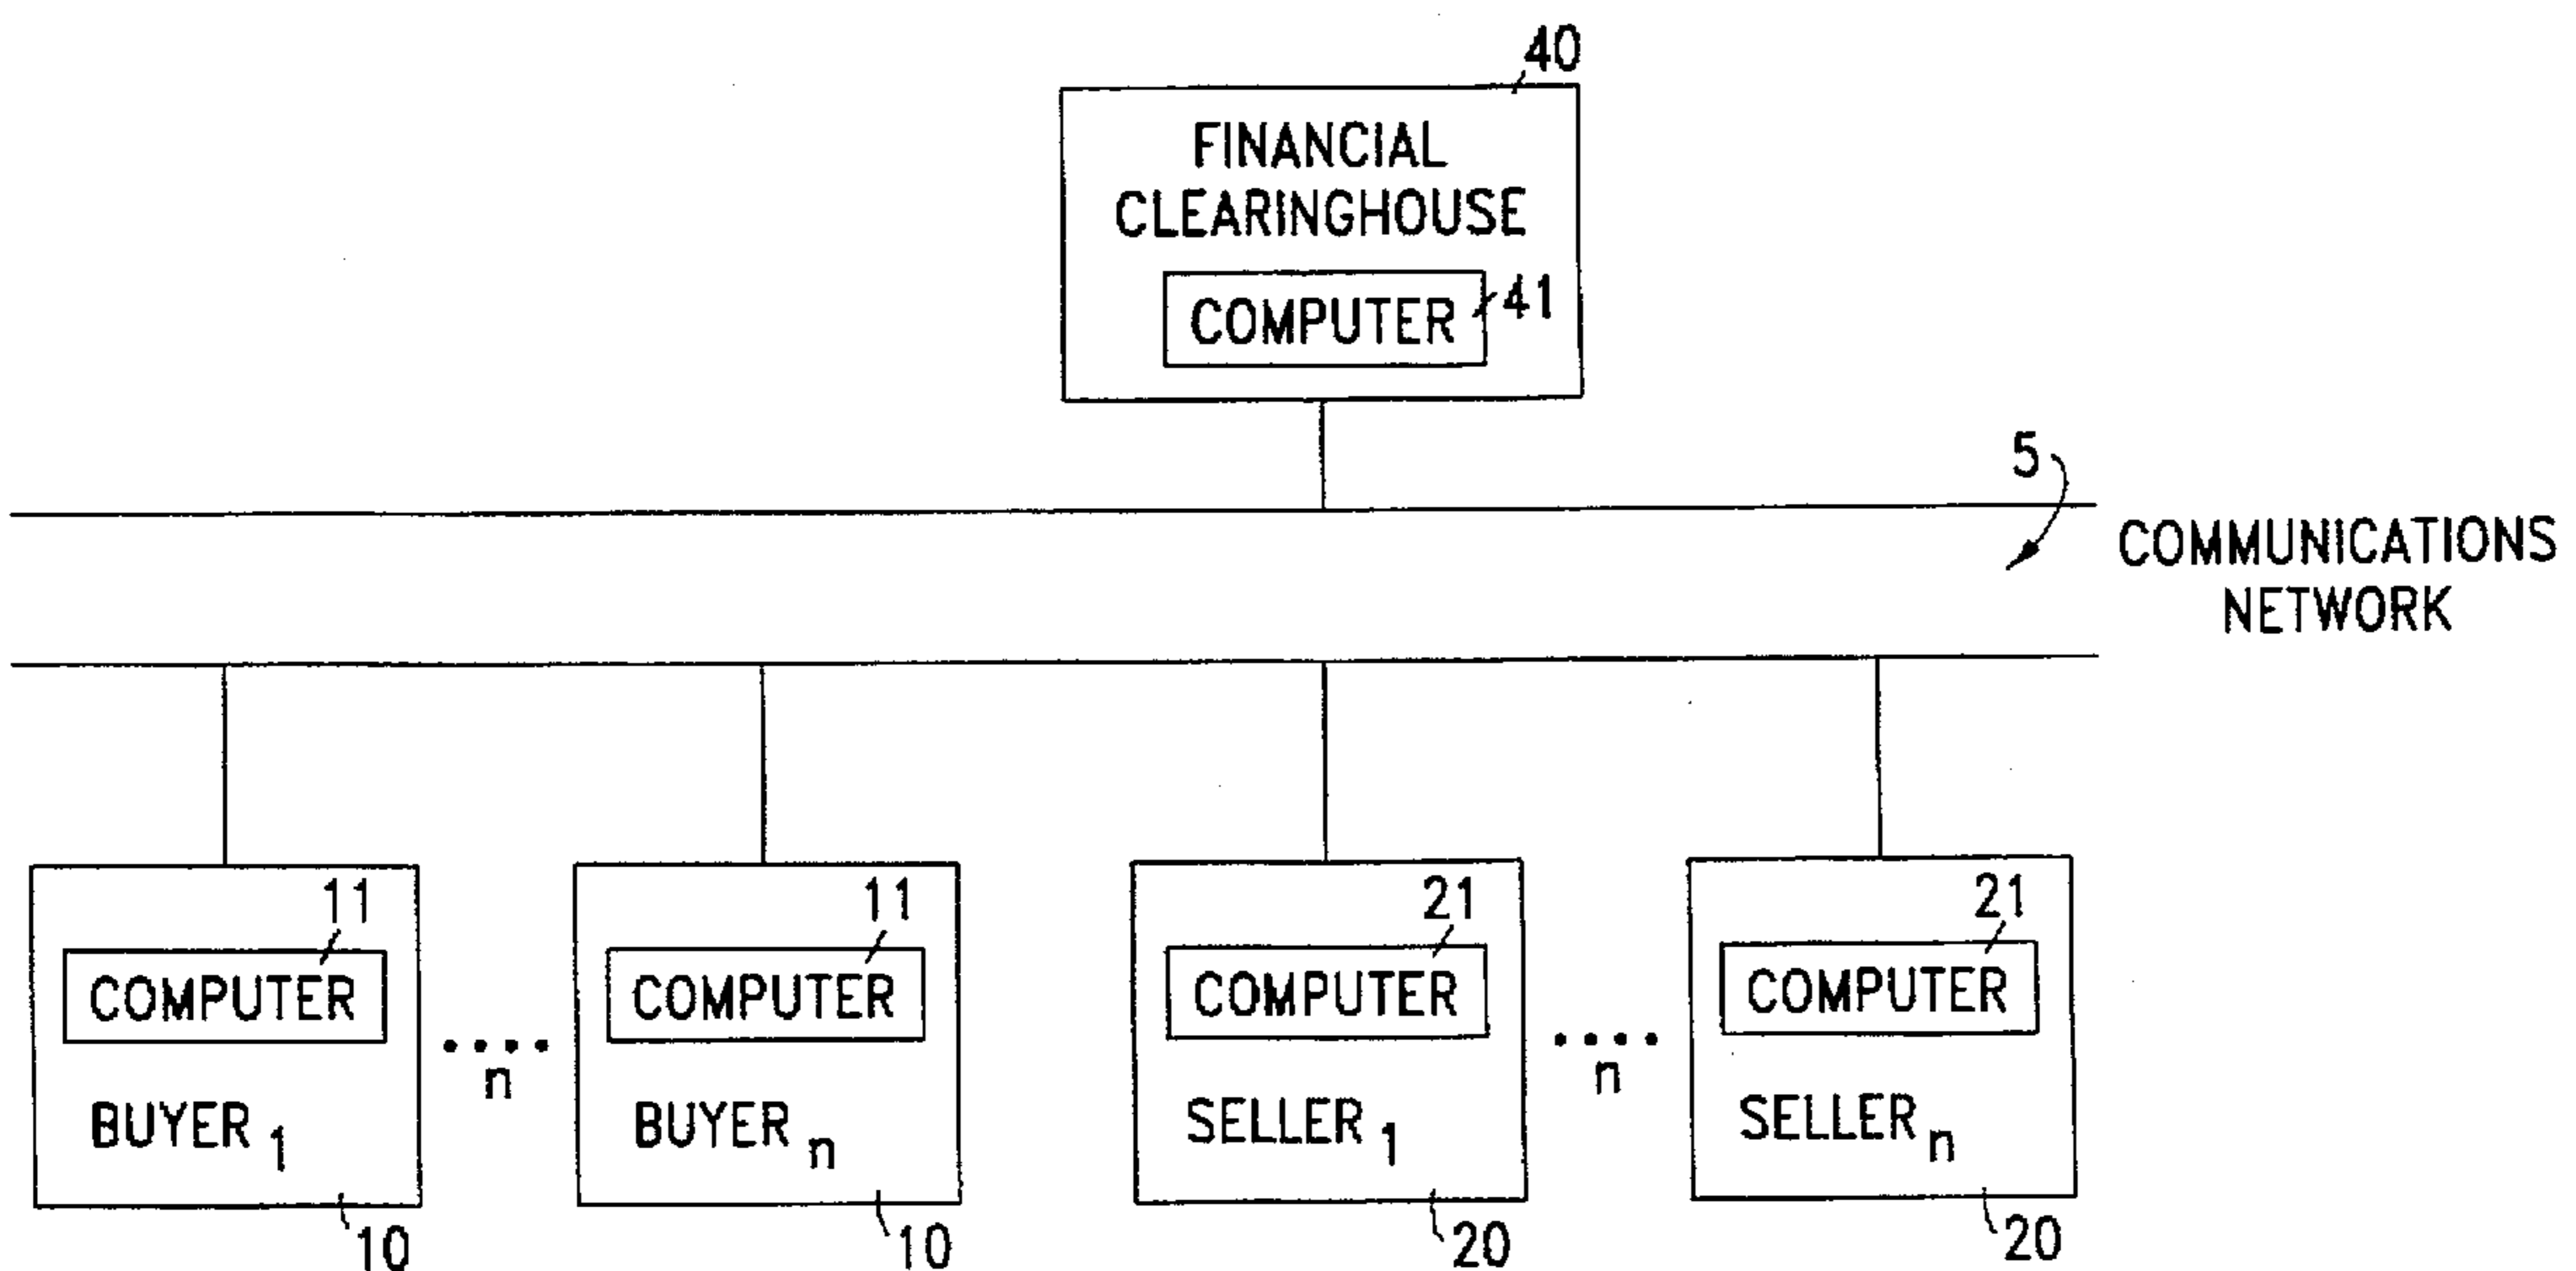 40
FINANCIAL
CLEARINGHOUSE
COMPUTER 41
5
COMMUNICATIONS
NETWORK
11 11 21 21
COMPUTER COMPUTER COMPUTER COMPUTER
n n
BUYER 1 BUYER n SELLER 1 SELLER n
10 10 20 20